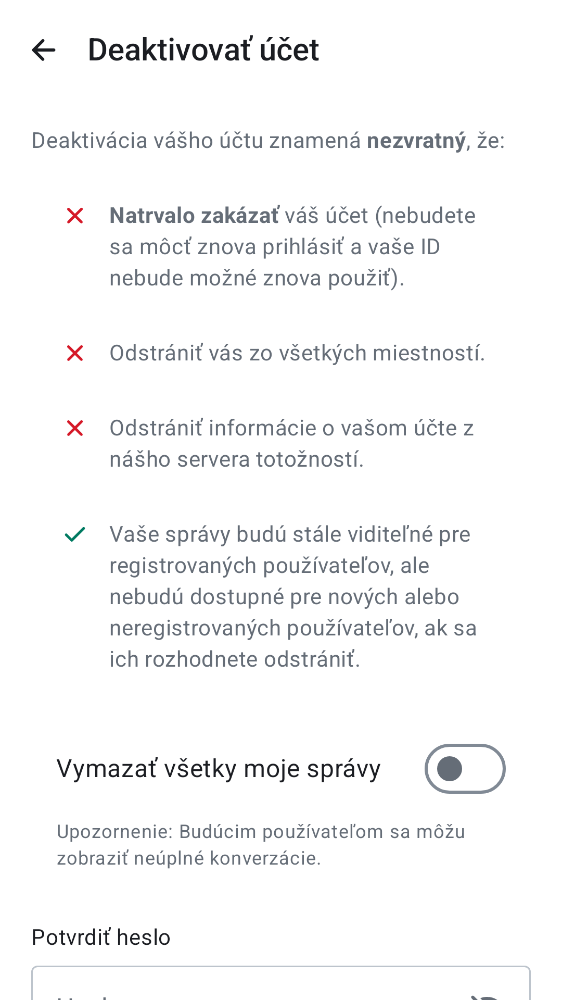 Deaktivovať účet
Deaktivácia vášho účtu znamená nezvratný, že:
Natrvalo zakázať váš účet (nebudete
sa môcť znova prihlásiť a vaše ID
nebude možné znova použiť).
Odstrániť vás zo všetkých miestností.
Odstrániť informácie o vašom účte z
nášho servera totožností.
Vaše správy budú stále viditeľné pre
registrovaných používateľov, ale
nebudú dostupné pre nových alebo
neregistrovaných používateľov, ak sa
ich rozhodnete odstrániť.
Vymazať všetky moje správy
Upozornenie: Budúcim používateľom sa môžu
zobraziť neúplné konverzácie.
Potvrdiť heslo